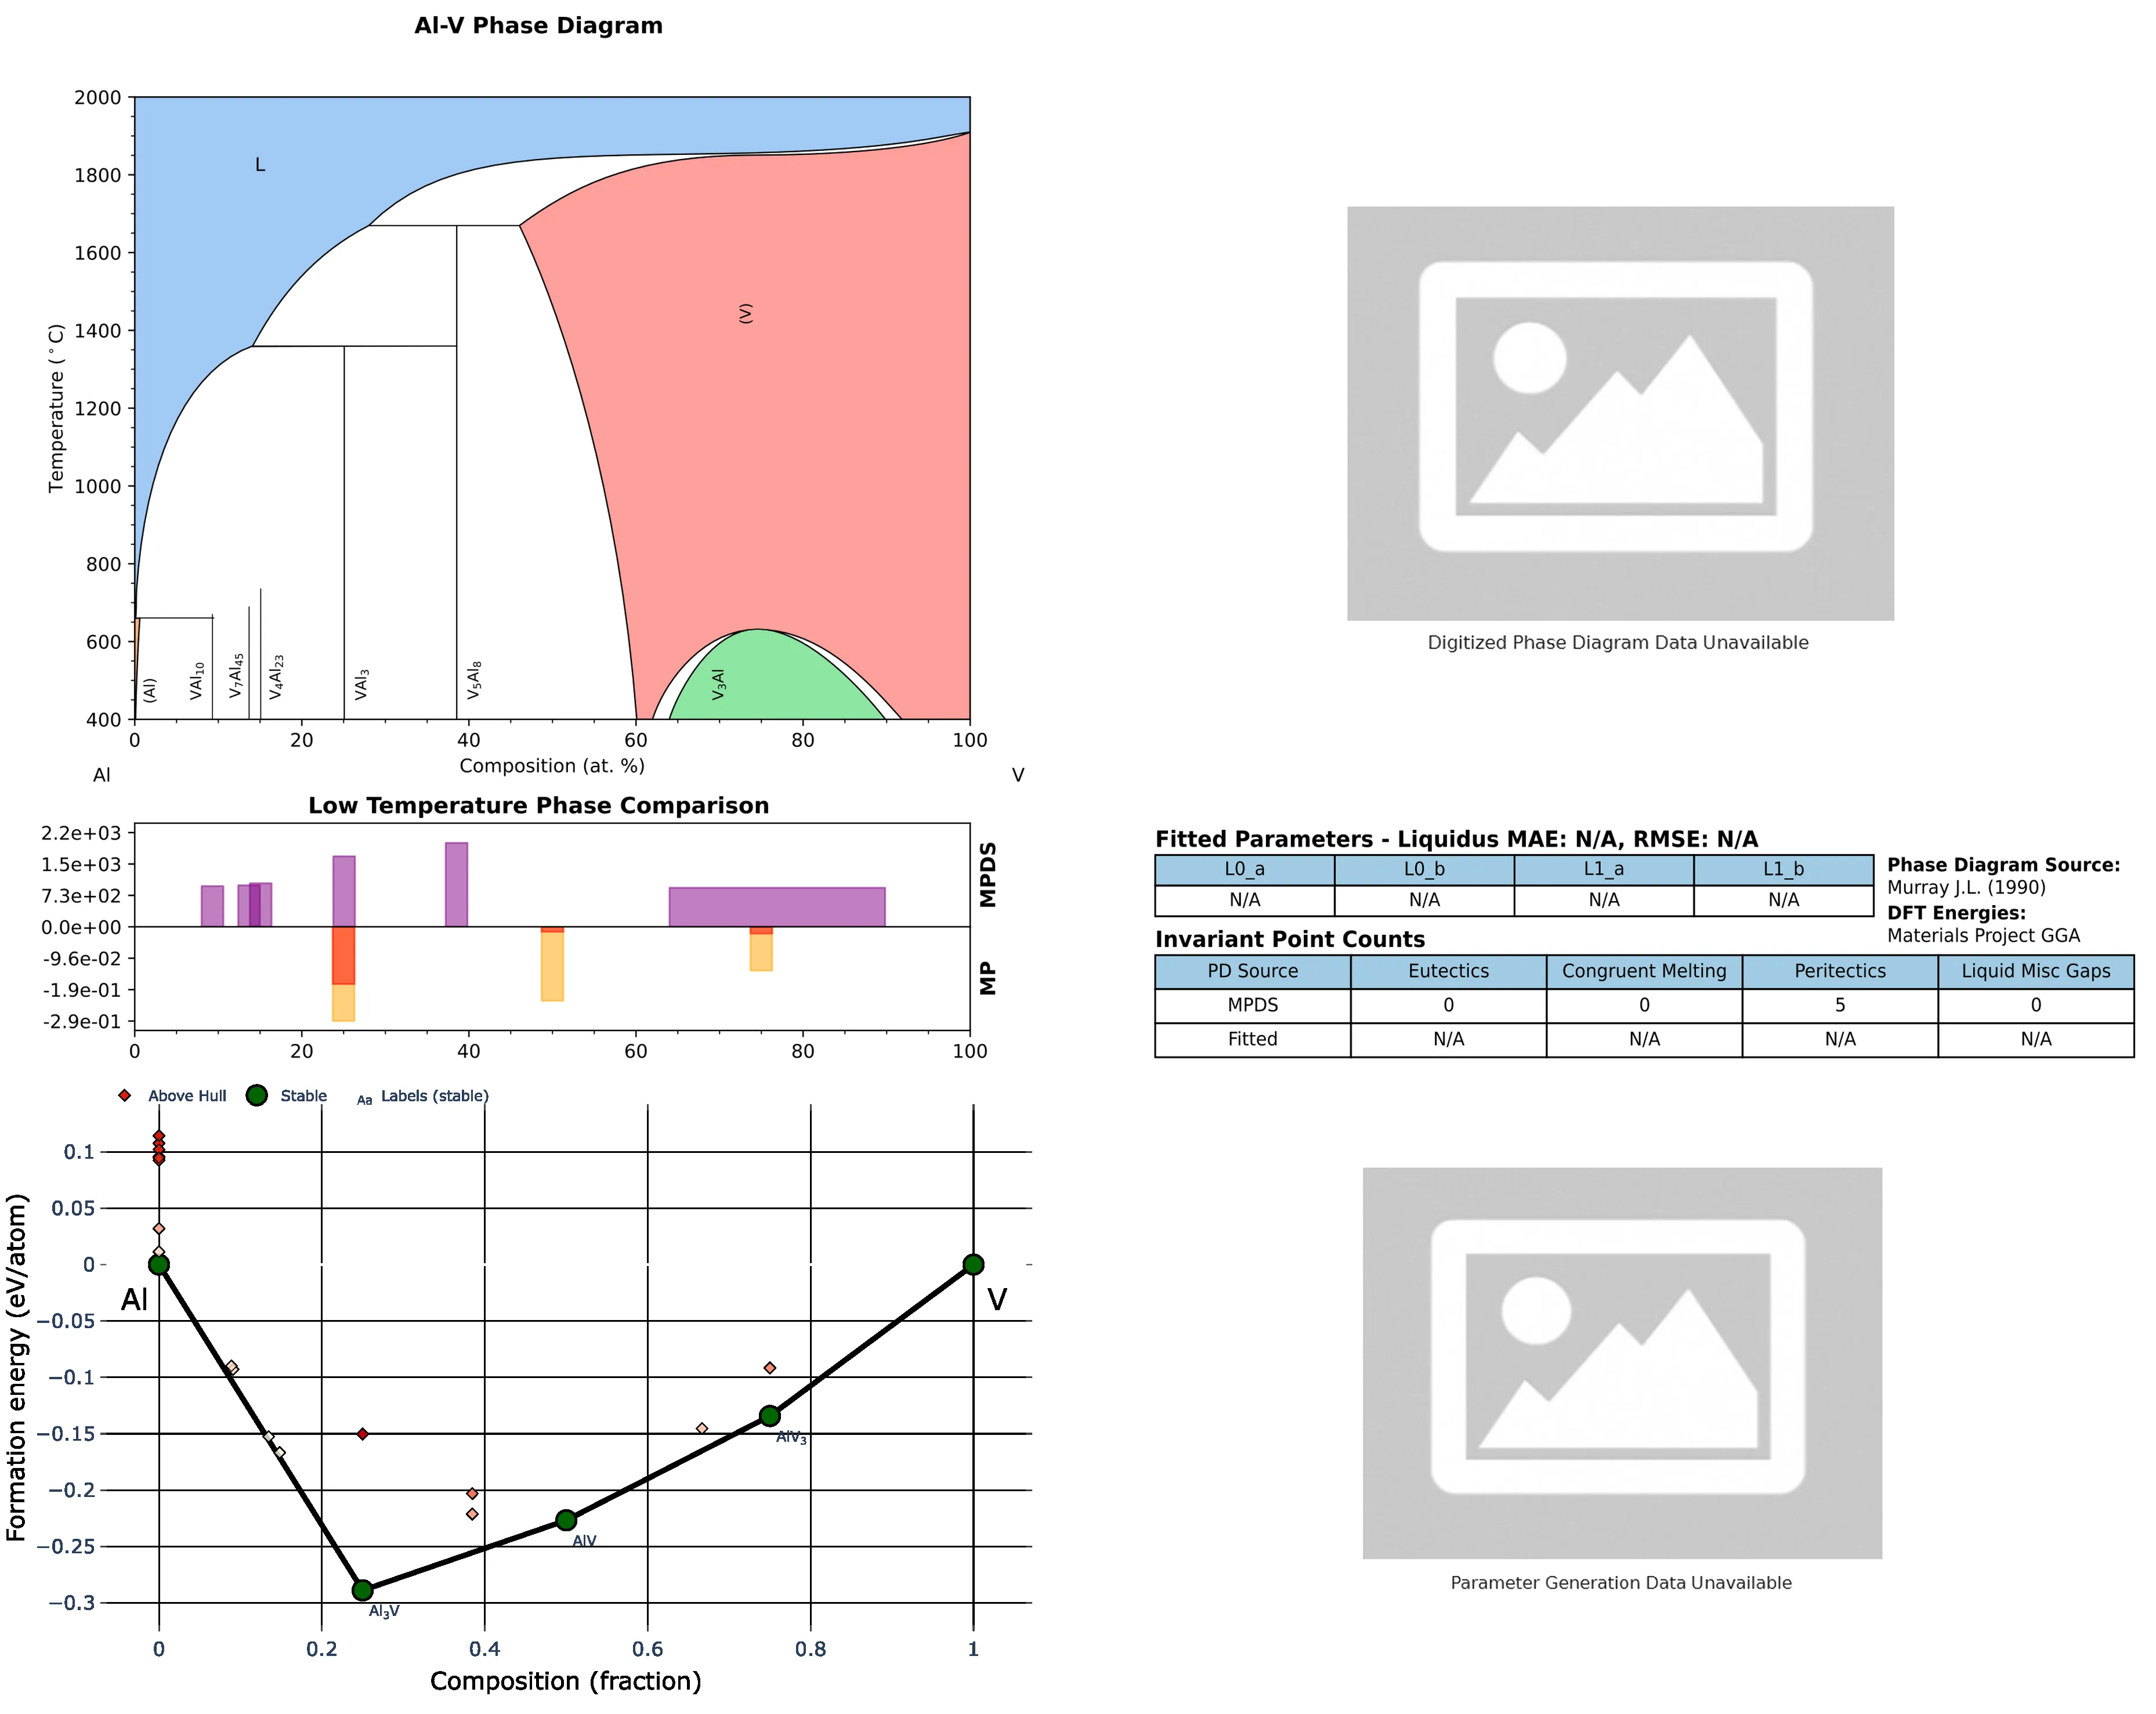 Al-V Phase Diagram
2000
1800
1600
1400
1200
1000
800
600
400
Temperature (°C)
L
(V)
(Al)
VAl₁₀
V₇Al₄₅
V₄Al₂₃
VAl₃
V₅Al₈
V₃Al
0 20 40 60 80 100
Composition (at. %)
Al V
Digitized Phase Diagram Data Unavailable
Low Temperature Phase Comparison
2.2e+03
1.5e+03
7.3e+02
0.0e+00
-9.6e-02
-1.9e-01
-2.9e-01
MPDS
MP
0 20 40 60 80 100
Fitted Parameters - Liquidus MAE: N/A, RMSE: N/A
L0_a L0_b L1_a L1_b
N/A N/A N/A N/A
Phase Diagram Source:
Murray J.L. (1990)
DFT Energies:
Materials Project GGA
Invariant Point Counts
PD Source Eutectics Congruent Melting Peritectics Liquid Misc Gaps
MPDS 0 0 5 0
Fitted N/A N/A N/A N/A
Above Hull Stable Aa Labels (stable)
0.1
0.05
0
−0.05
−0.1
−0.15
−0.2
−0.25
−0.3
Formation energy (eV/atom)
Al
V
AlV₃
AlV
Al₃V
0 0.2 0.4 0.6 0.8 1
Composition (fraction)
Parameter Generation Data Unavailable